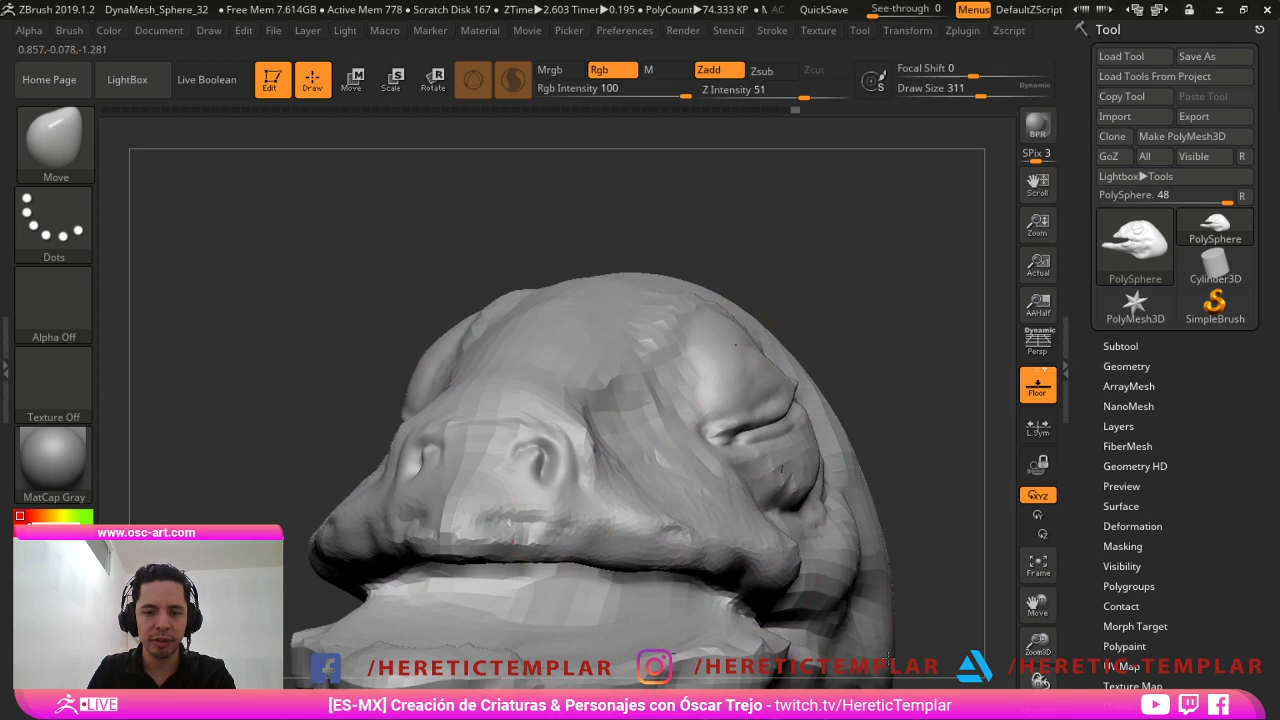 ZBrush 2019.1.2 DynaMesh_Sphere_32 • Free Mem 7.614GB • Active Mem 778 • Scratch Disk 167 • ZTime▶2.603 Timer▶0.195 • PolyCount▶74.333 KP • AC QuickSave See-through 0 Menus DefaultZScript
Alpha Brush Color Document Draw Edit File Layer Light Macro Marker Material Movie Picker Preferences Render Stencil Stroke Texture Tool Transform Zplugin Zscript
0.857,-0.078,-1.281
Home Page LightBox Live Boolean Edit Draw Move Scale Rotate
Mrgb Rgb M Zadd Zsub Zcut Focal Shift 0
Rgb Intensity 100 Z Intensity 51 Draw Size 311 Dynamic
Move
Dots
Alpha Off
Texture Off
MatCap Gray
BPR
SPix 3
Scroll
Zoom
Actual
AAHalf
Dynamic
Persp
Floor
L.Sym
XYZ
Frame
Move
Zoom3D
Tool
Load Tool Save As
Load Tools From Project
Copy Tool Paste Tool
Import Export
Clone Make PolyMesh3D
GoZ All Visible R
Lightbox▶Tools
PolySphere. 48 R
PolySphere PolySphere
Cylinder3D
PolyMesh3D SimpleBrush
Subtool
Geometry
ArrayMesh
NanoMesh
Layers
FiberMesh
Geometry HD
Preview
Surface
Deformation
Masking
Visibility
Polygroups
Contact
Morph Target
Polypaint
UV Map
Texture Map
www.osc-art.com
/HERETICTEMPLAR /HERETICTEMPLAR /HERETICTEMPLAR
LIVE [ES-MX] Creación de Criaturas & Personajes con Óscar Trejo - twitch.tv/HereticTemplar